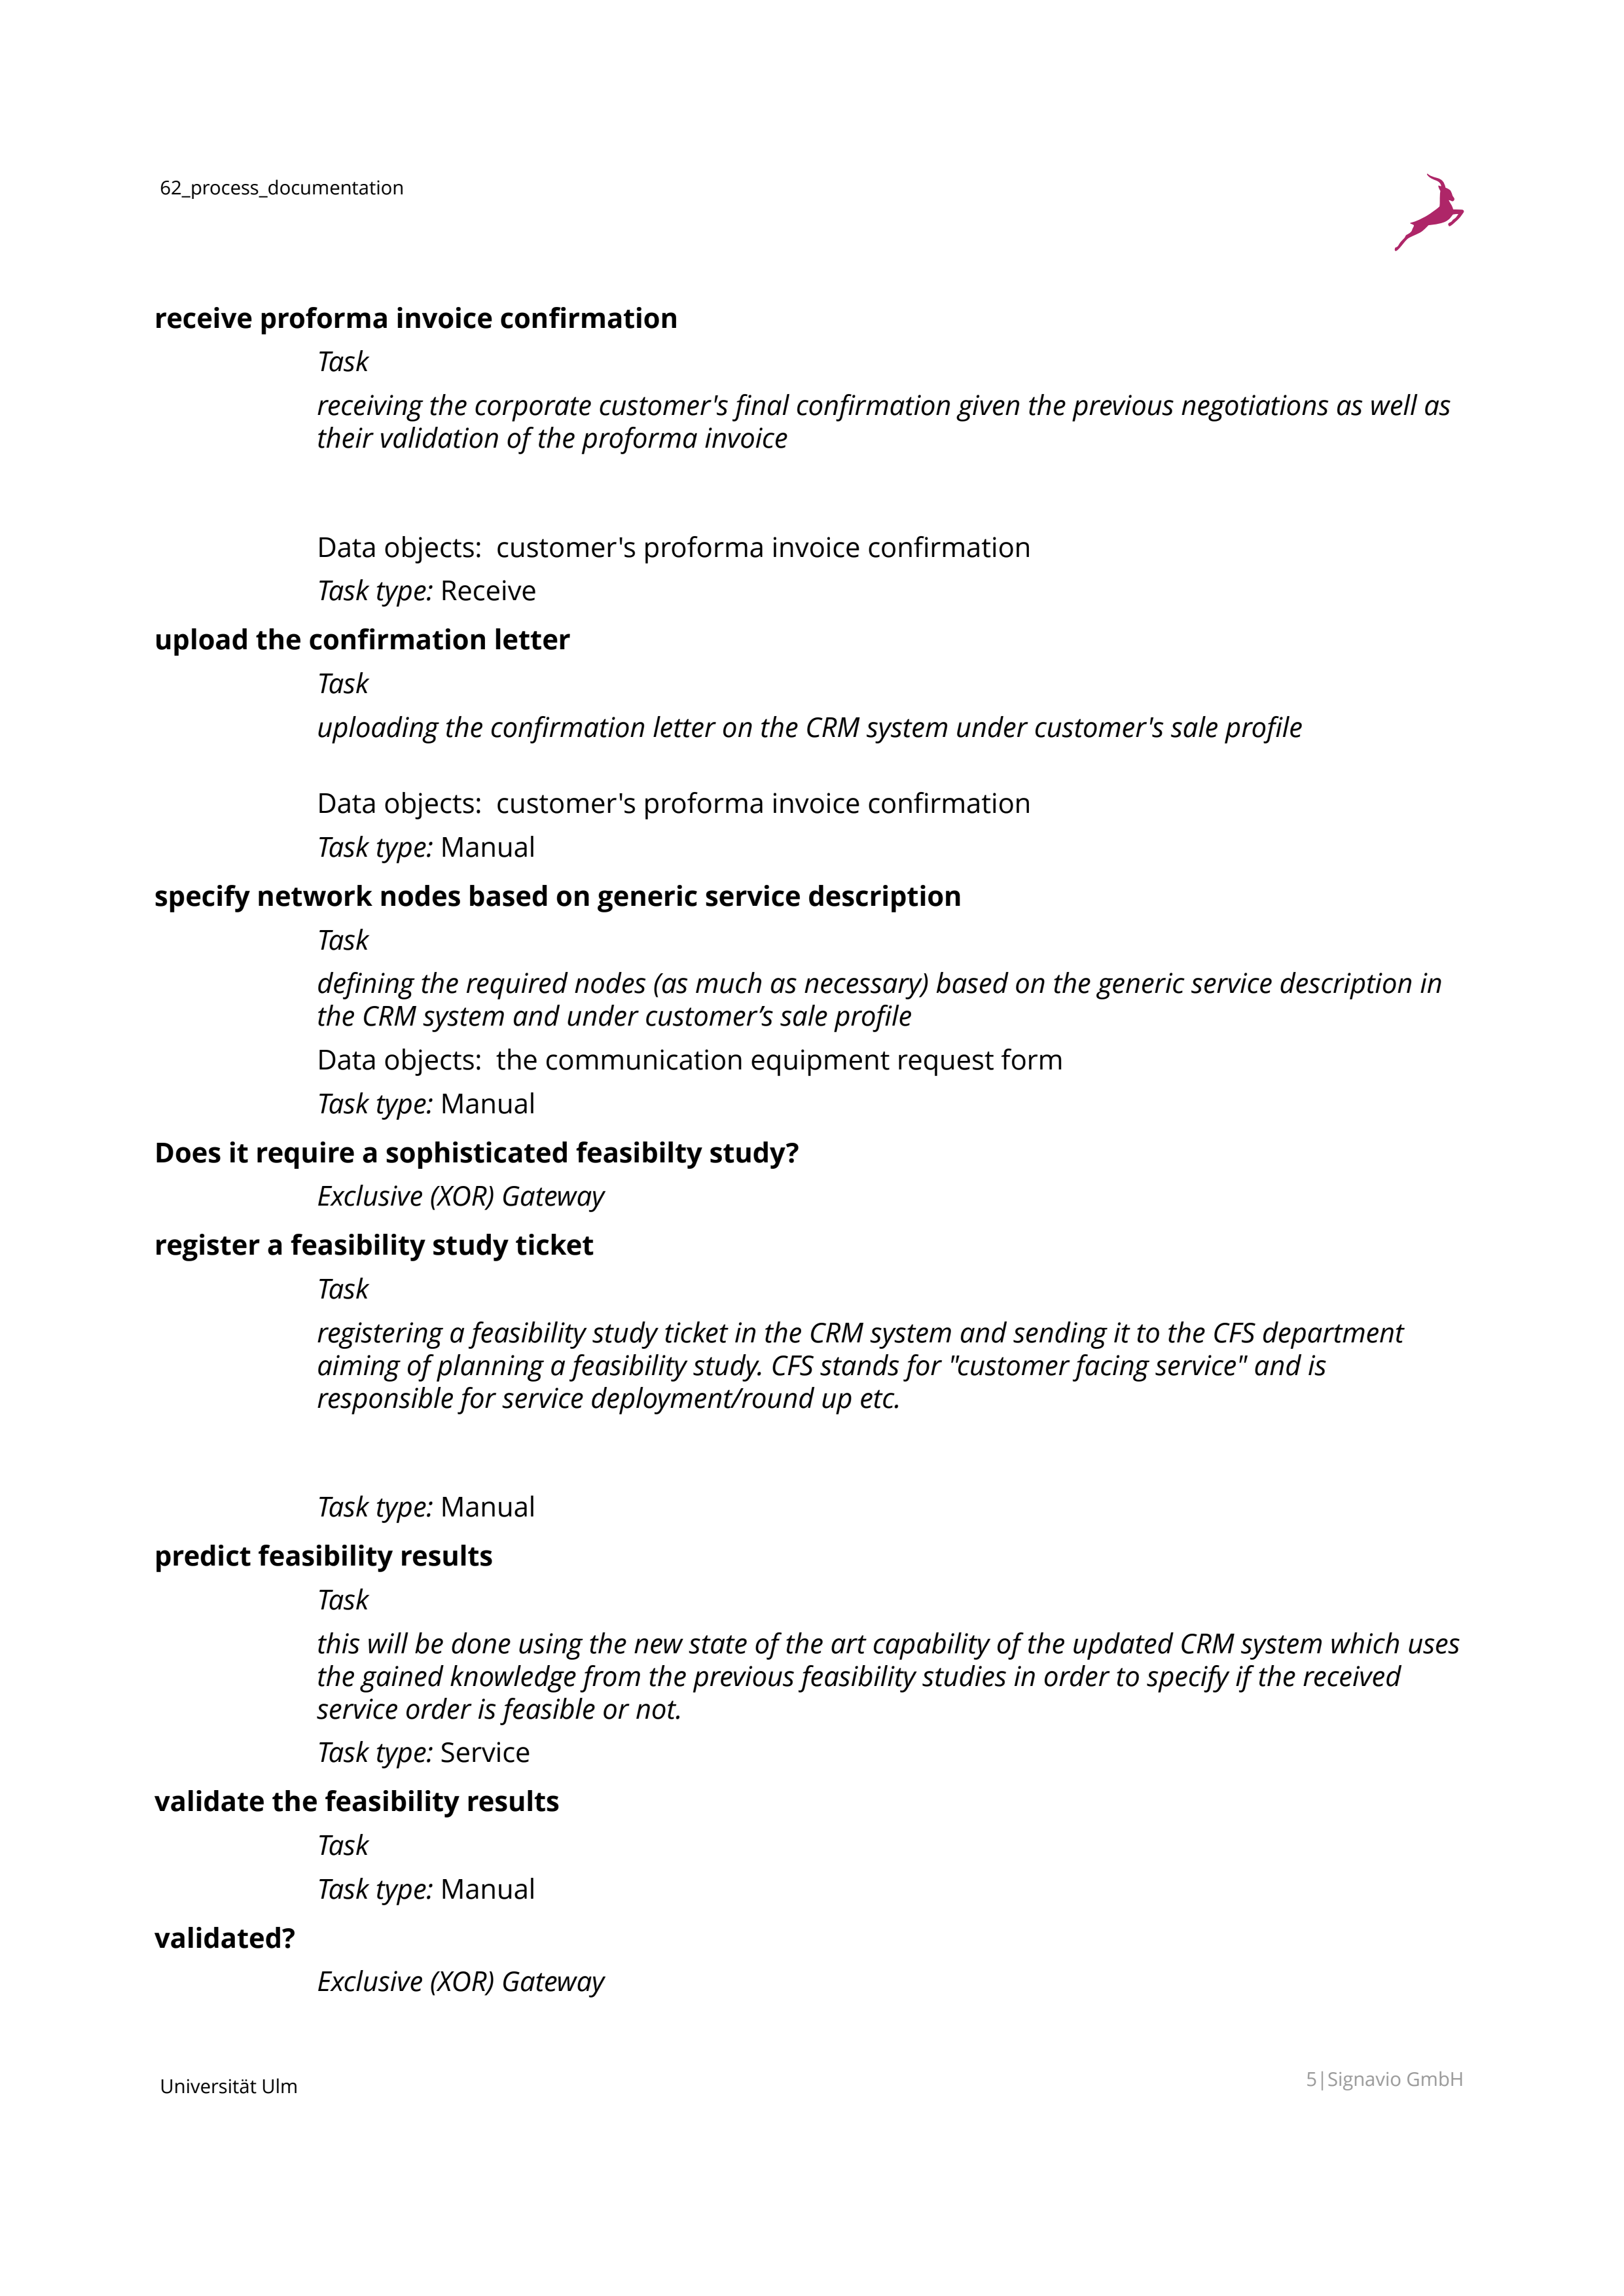 62_process_documentation
receive proforma invoice confirmation
Task
receiving the corporate customer's final confirmation given the previous negotiations as well as
their validation of the proforma invoice
Data objects:  customer's proforma invoice confirmation
Task type: Receive
upload the confirmation letter
Task
uploading the confirmation letter on the CRM system under customer's sale profile
Data objects:  customer's proforma invoice confirmation
Task type: Manual
specify network nodes based on generic service description
Task
defining the required nodes (as much as necessary) based on the generic service description in
the CRM system and under customer’s sale profile
Data objects:  the communication equipment request form
Task type: Manual
Does it require a sophisticated feasibilty study?
Exclusive (XOR) Gateway
register a feasibility study ticket
Task
registering a feasibility study ticket in the CRM system and sending it to the CFS department
aiming of planning a feasibility study. CFS stands for "customer facing service" and is
responsible for service deployment/round up etc.
Task type: Manual
predict feasibility results
Task
this will be done using the new state of the art capability of the updated CRM system which uses
the gained knowledge from the previous feasibility studies in order to specify if the received
service order is feasible or not.
Task type: Service
validate the feasibility results
Task
Task type: Manual
validated?
Exclusive (XOR) Gateway
Universität Ulm
5|Signavio GmbH